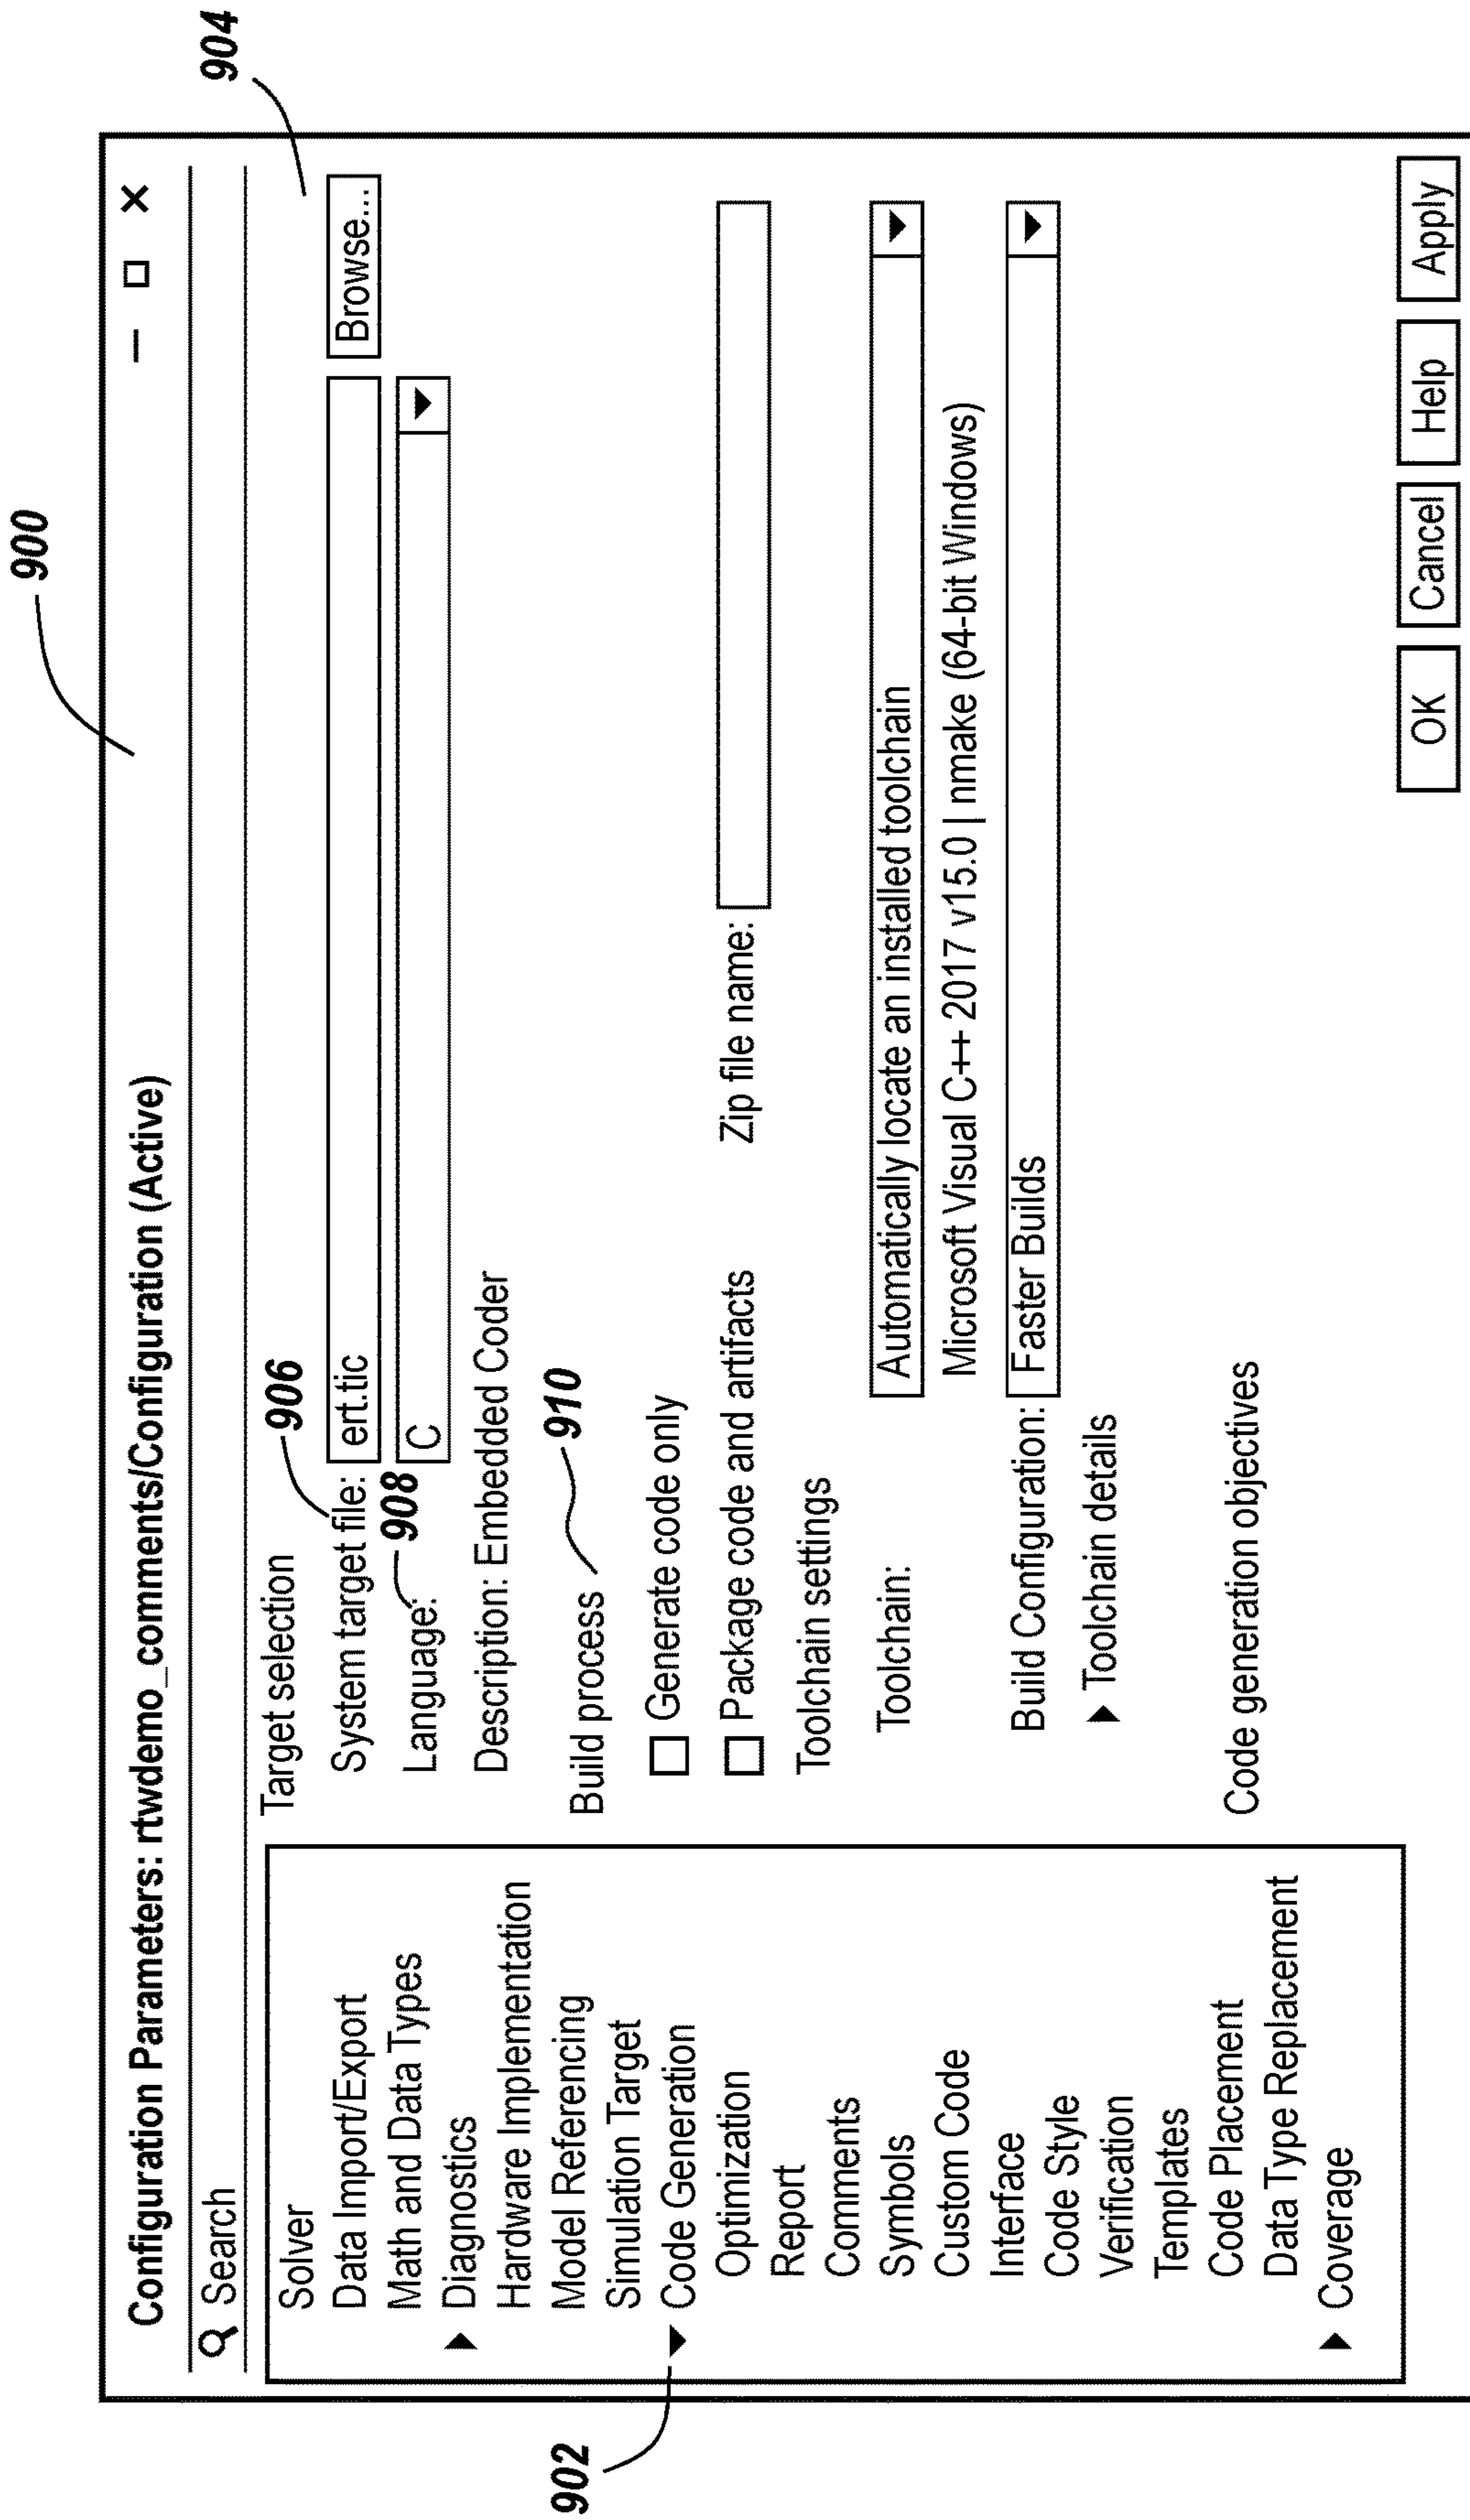 900
Configuration Parameters: rtwdemo_comments/Configuration (Active)
Search
904
902
Solver
Data Import/Export
Math and Data Types
Diagnostics
Hardware Implementation
Model Referencing
Simulation Target
Code Generation
Optimization
Report
Comments
Symbols
Custom Code
Interface
Code Style
Verification
Templates
Code Placement
Data Type Replacement
Coverage
Target selection
906
System target file: ert.tic Browse...
Language: 908 C
Description: Embedded Coder
Build process 910
Generate code only
Package code and artifacts Zip file name:
Toolchain settings
Toolchain: Automatically locate an installed toolchain
Microsoft Visual C++ 2017 v15.0 | nmake (64-bit Windows)
Build Configuration: Faster Builds
Toolchain details
Code generation objectives
OK Cancel Help Apply